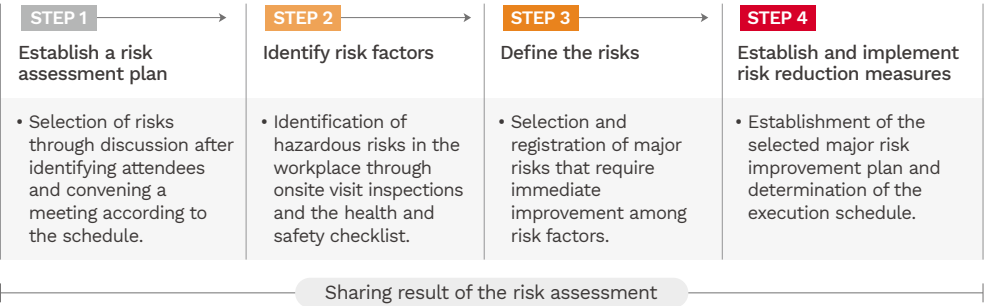 STEP 1
Establish a risk
assessment plan
• Selection of risks
through discussion after
identifying attendees
and convening a
meeting according to
the schedule.
STEP 2
Identify risk factors
• Identification of
hazardous risks in the
workplace through
onsite visit inspections
and the health and
safety checklist.
STEP 3
Define the risks
• Selection and
registration of major
risks that require
immediate
improvement among
risk factors.
STEP 4
Establish and implement
risk reduction measures
• Establishment of the
selected major risk
improvement plan and
determination of the
execution schedule.
Sharing result of the risk assessment